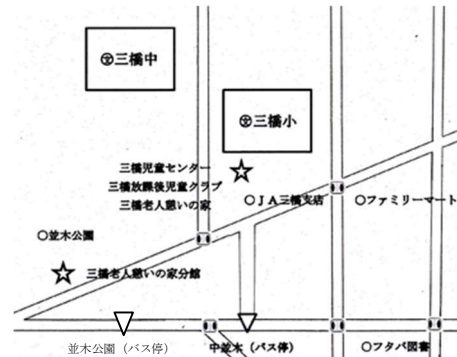 ㊫三橋中
㊫三橋小
三橋児童センター
三橋放課後児童クラブ
三橋老人憩いの家
○JA三橋支店
○ファミリーマート
○並木公園
三橋老人憩いの家分館
並木公園（バス停）
中並木（バス停）
○フタバ図書